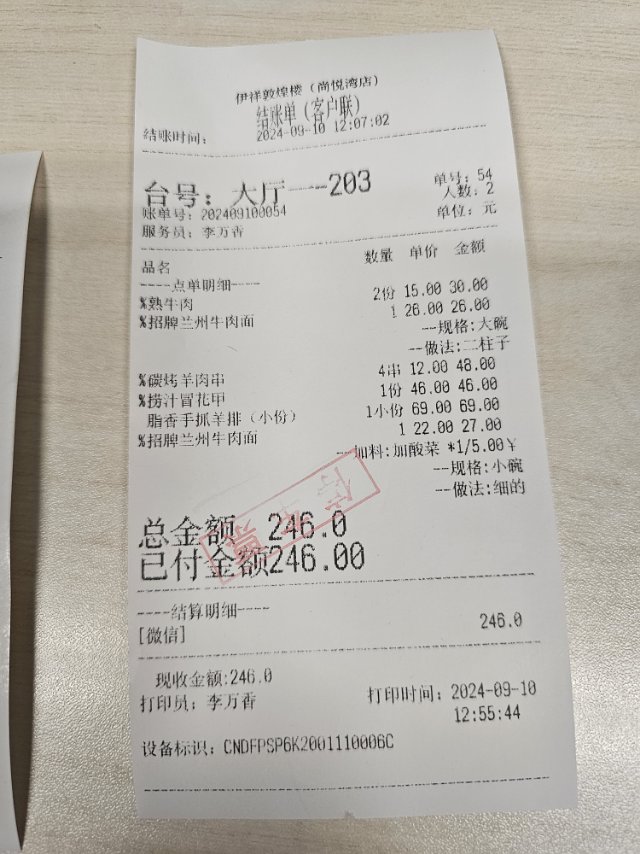 伊祥敦煌楼（尚悦湾店）
结账单（客户联）
结账时间： 2024-09-10 12:07:02
台号：大厅---203 单号：54
人数：2
账单号：202409100054 单位：元
服务员：李万香
品名 数量 单价 金额
----点单明细----
%熟牛肉 2份 15.00 30.00
%招牌兰州牛肉面 1 26.00 26.00
--规格:大碗
--做法:二柱子
%碳烤羊肉串 4串 12.00 48.00
%捞汁冒花甲 1份 46.00 46.00
脂香手抓羊排（小份） 1小份 69.00 69.00
%招牌兰州牛肉面 1 22.00 27.00
--加料:加酸菜 *1/5.00¥
--规格:小碗
--做法:细的
总金额 246.0
已付金额246.00
----结算明细----
[微信] 246.0
现收金额:246.0
打印员：李万香 打印时间：2024-09-10
12:55:44
设备标识：CNDFPSP6K2001110006C